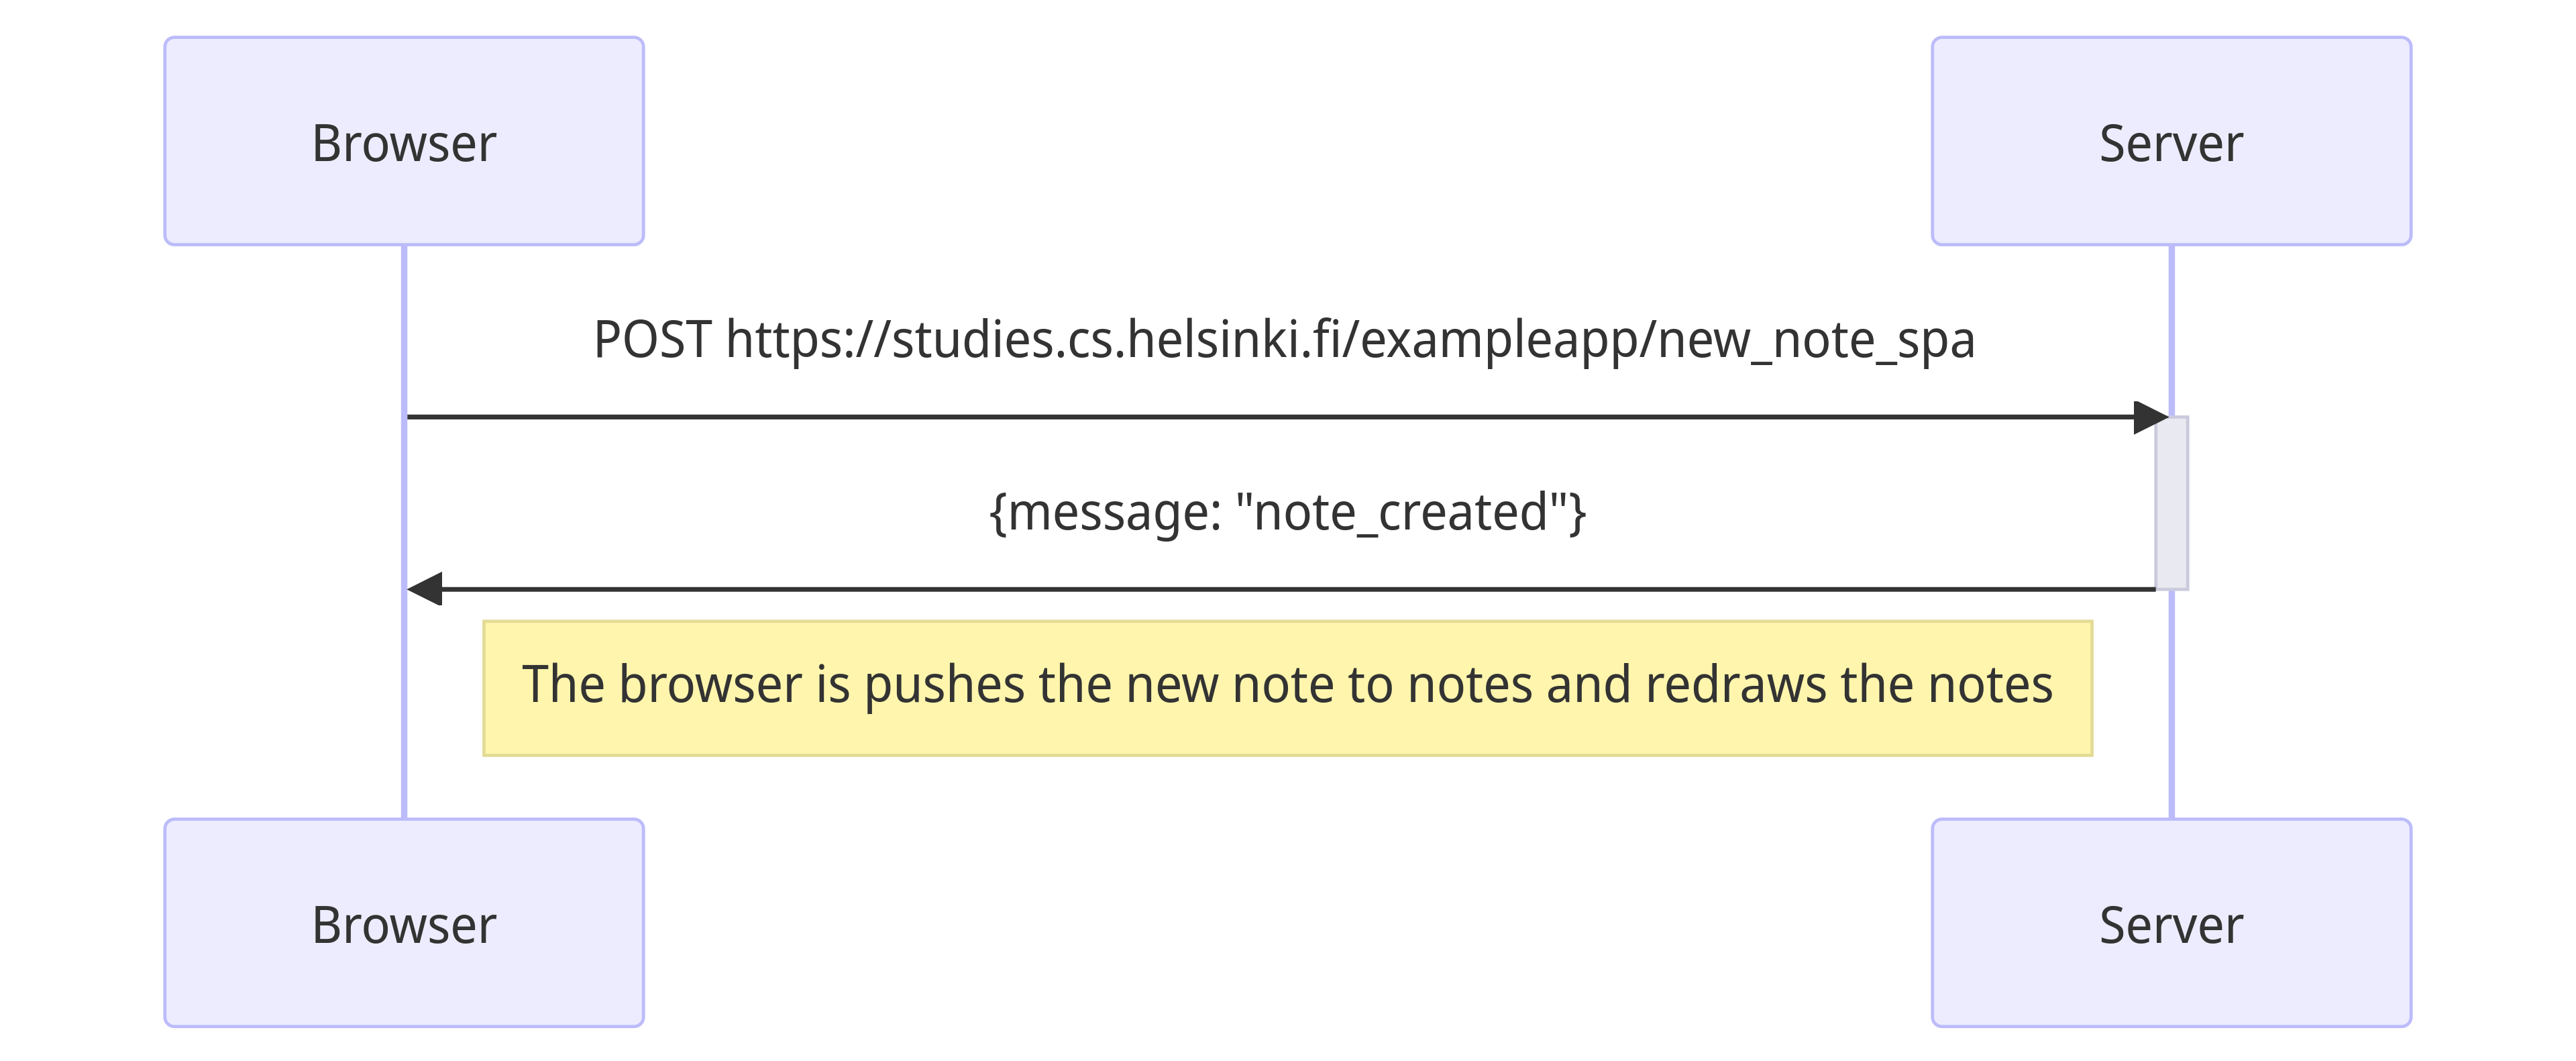 Browser
Server
POST https://studies.cs.helsinki.fi/exampleapp/new_note_spa
{message: "note_created"}
The browser is pushes the new note to notes and redraws the notes
Browser
Server